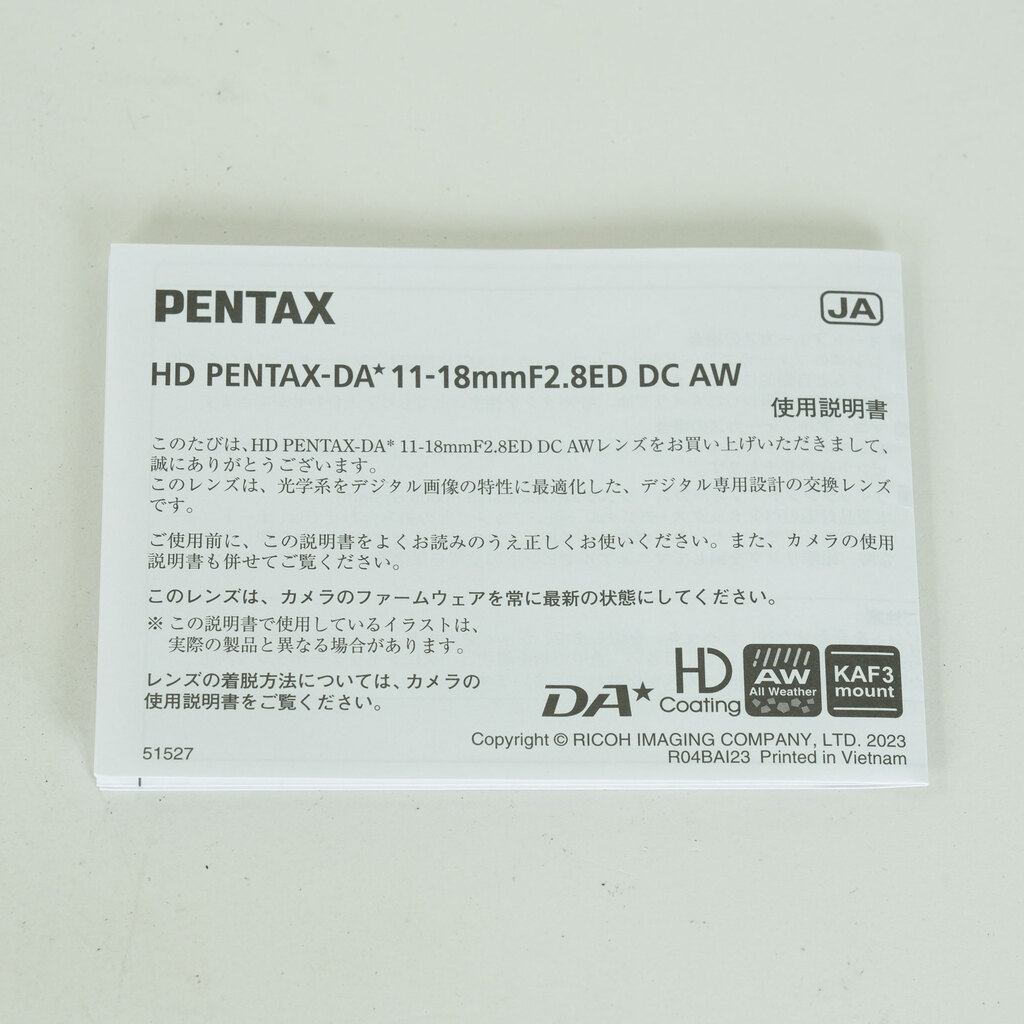 PENTAX
JA
HD PENTAX-DA★ 11-18mmF2.8ED DC AW
使用説明書
このたびは、HD PENTAX-DA* 11-18mmF2.8ED DC AWレンズをお買い上げいただきまして、
誠にありがとうございます。
このレンズは、光学系をデジタル画像の特性に最適化した、デジタル専用設計の交換レンズ
です。
ご使用前に、この説明書をよくお読みのうえ正しくお使いください。また、カメラの使用
説明書も併せてご覧ください。
このレンズは、カメラのファームウェアを常に最新の状態にしてください。
※ この説明書で使用しているイラストは、
実際の製品と異なる場合があります。
レンズの着脱方法については、カメラの
使用説明書をご覧ください。
DA★
HD
Coating
AW
All Weather
KAF3
mount
Copyright © RICOH IMAGING COMPANY, LTD. 2023
51527
R04BAI23 Printed in Vietnam